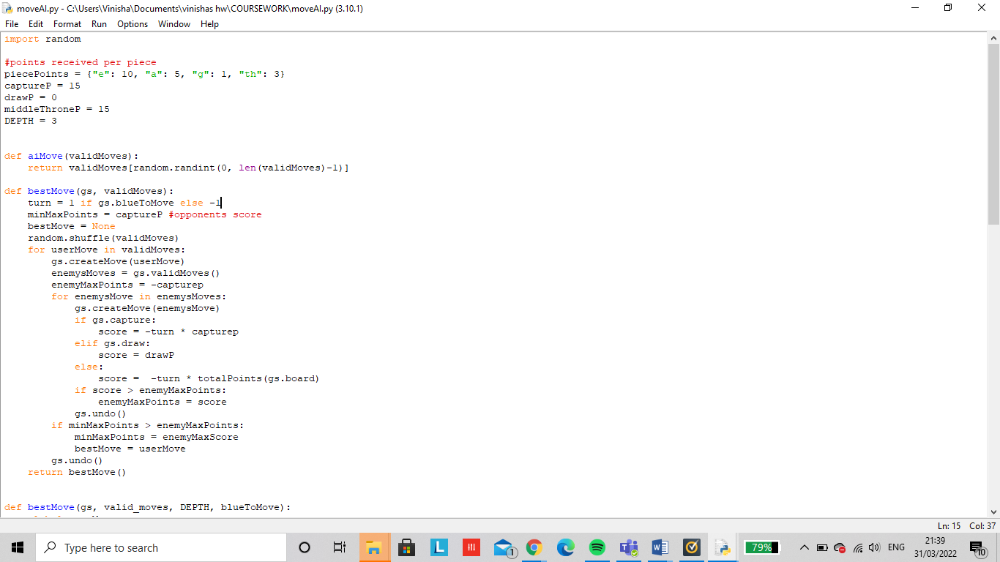 moveAI.py - C:\Users\Vinisha\Documents\vinishas hw\COURSEWORK\moveAI.py (3.10.1)
File Edit Format Run Options Window Help
import random
#points received per piece
piecePoints = {"e": 10, "a": 5, "g": 1, "th": 3}
captureP = 15
drawP = 0
middleThroneP = 15
DEPTH = 3
def aiMove(validMoves):
    return validMoves[random.randint(0, len(validMoves)-1)]
def bestMove(gs, validMoves):
    turn = 1 if gs.blueToMove else -1
    minMaxPoints = captureP #opponents score
    bestMove = None
    random.shuffle(validMoves)
    for userMove in validMoves:
        gs.createMove(userMove)
        enemysMoves = gs.validMoves()
        enemyMaxPoints = -capturep
        for enemysMove in enemysMoves:
            gs.createMove(enemysMove)
            if gs.capture:
                score = -turn * capturep
            elif gs.draw:
                score = drawP
            else:
                score =  -turn * totalPoints(gs.board)
            if score > enemyMaxPoints:
                enemyMaxPoints = score
            gs.undo()
        if minMaxPoints > enemyMaxPoints:
            minMaxPoints = enemyMaxScore
            bestMove = userMove
        gs.undo()
    return bestMove()
def bestMove(gs, valid_moves, DEPTH, blueToMove):
Ln: 15 Col: 37
Type here to search
L
1
W
79%
ENG
21:39
31/03/2022
10